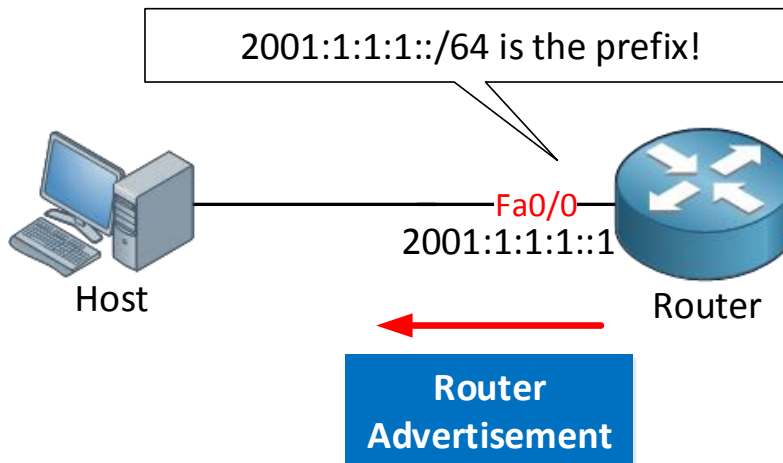 2001:1:1:1::/64 is the prefix!
Fa0/0
2001:1:1:1::1
Host
Router
Router
Advertisement